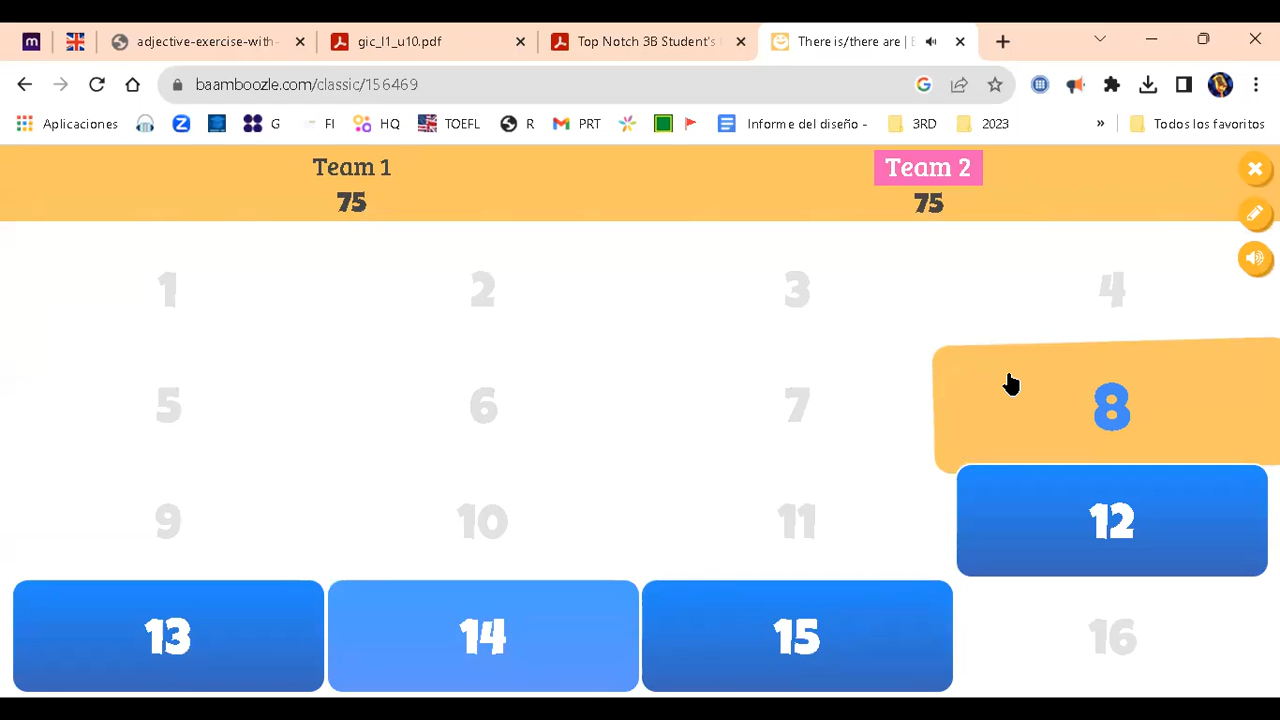 adjective-exercise-with-
gic_l1_u10.pdf
Top Notch 3B Student's
There is/there are |
baamboozle.com/classic/156469
Aplicaciones G FI HQ TOEFL R PRT Informe del diseño - 3RD 2023 » Todos los favoritos
Team 1 Team 2
75 75
1 2 3 4
5 6 7 8
9 10 11 12
13 14 15 16